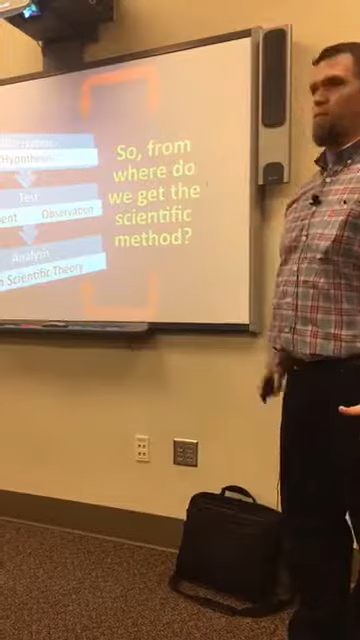 Hypothesis
Test
Observation
Analysis
Scientific Theory
So, from
where do
we get the
scientific
method?